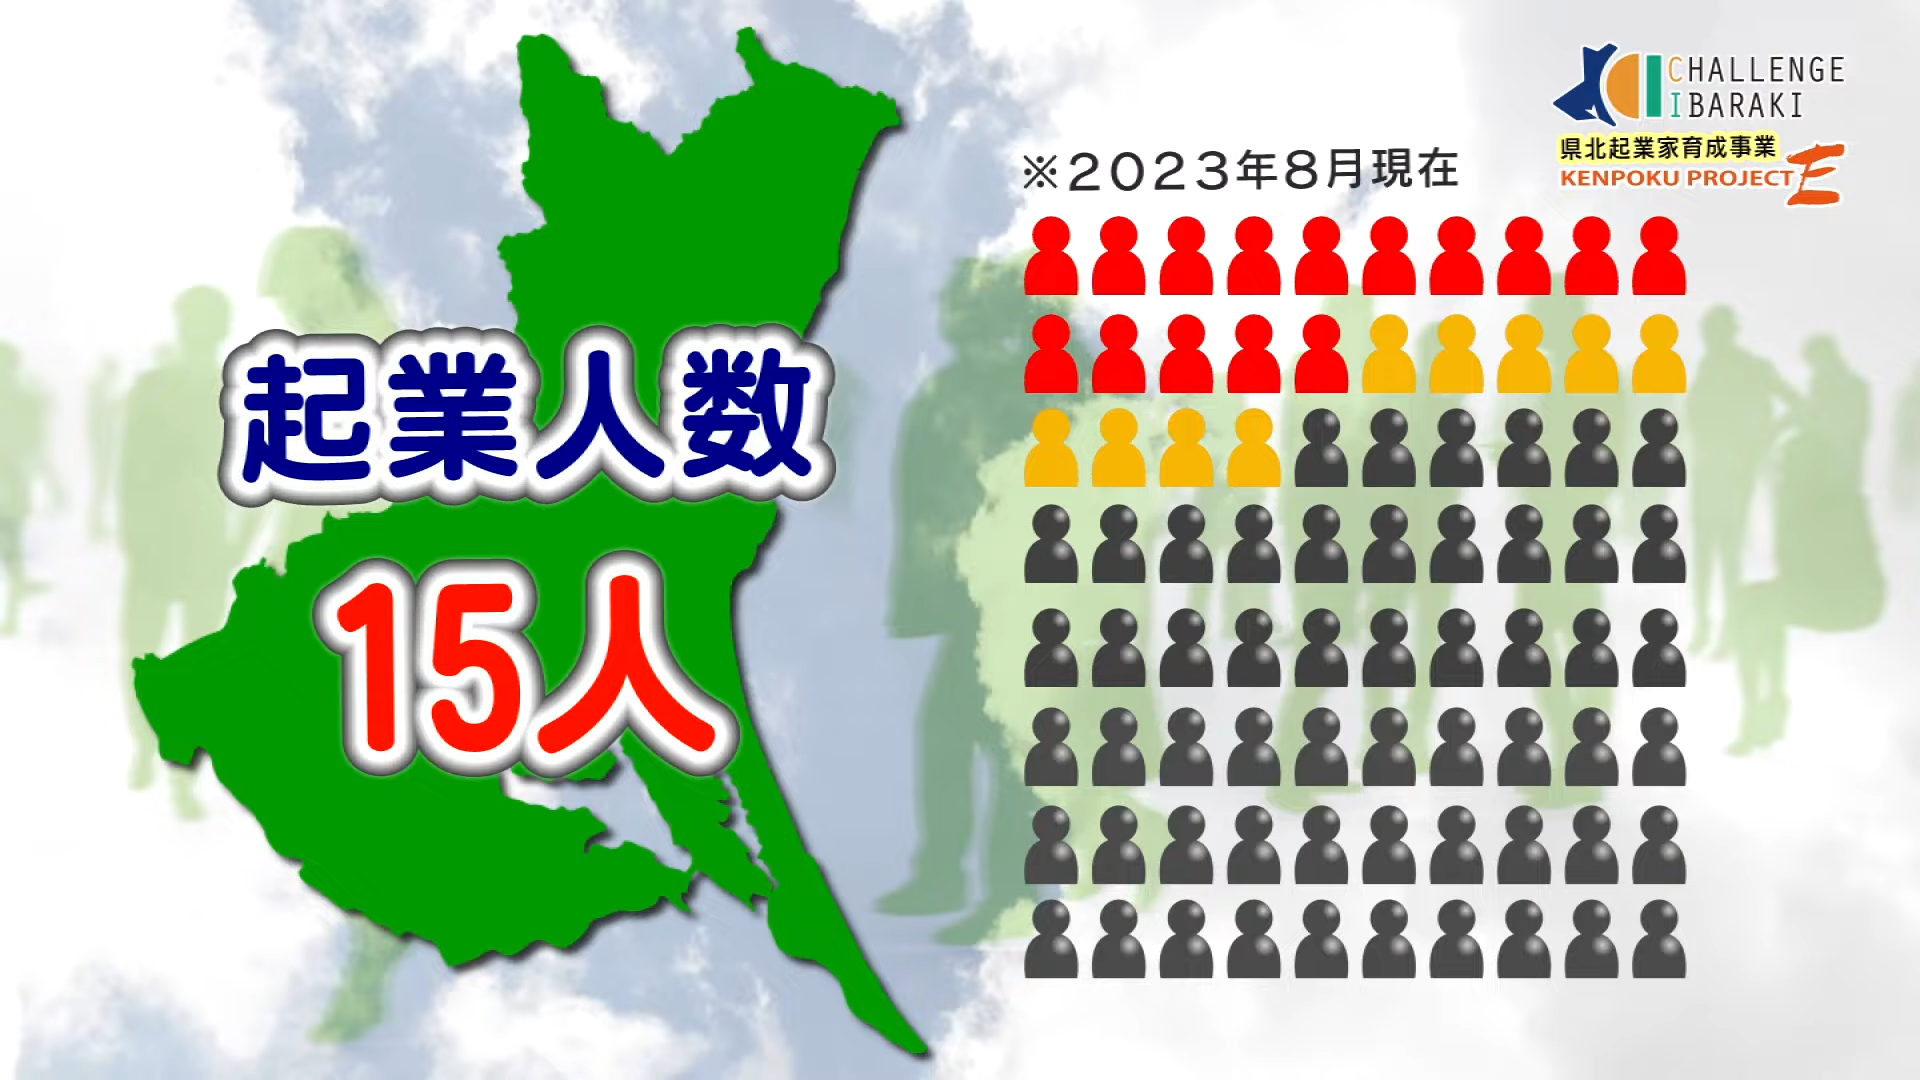 CHALLENGE
IBARAKI
県北起業家育成事業
KENPOKU PROJECT E
※2023年8月現在
起業人数
15人